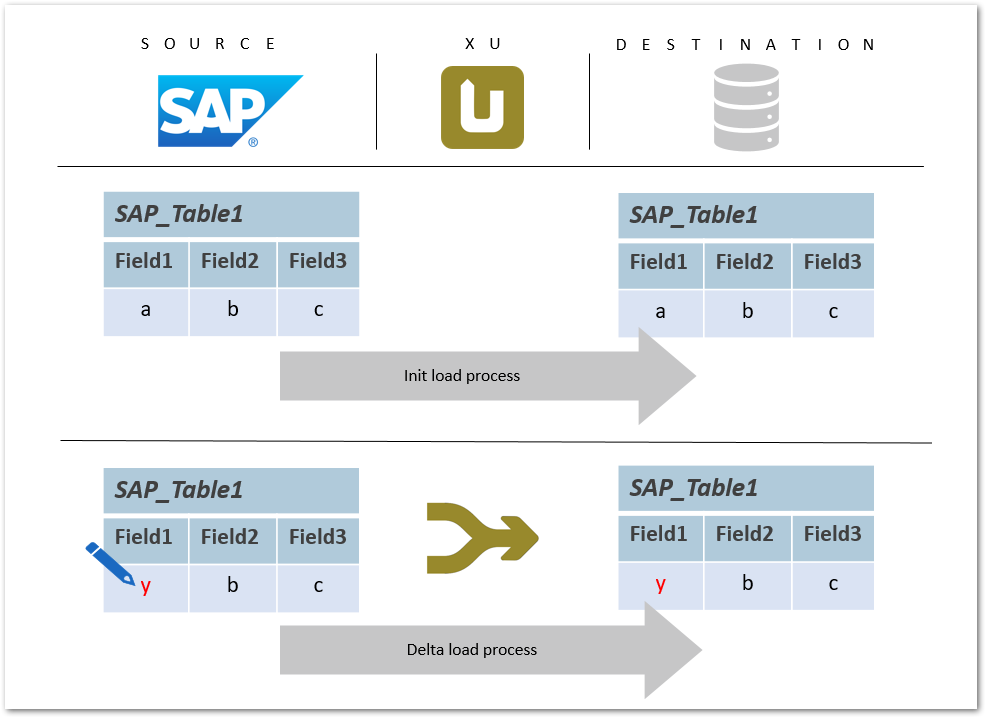 SOURCE XU DESTINATION
SAP ®
SAP_Table1 SAP_Table1
Field1 Field2 Field3 Field1 Field2 Field3
a b c a b c
Init load process
SAP_Table1 SAP_Table1
Field1 Field2 Field3 Field1 Field2 Field3
y b c y b c
Delta load process